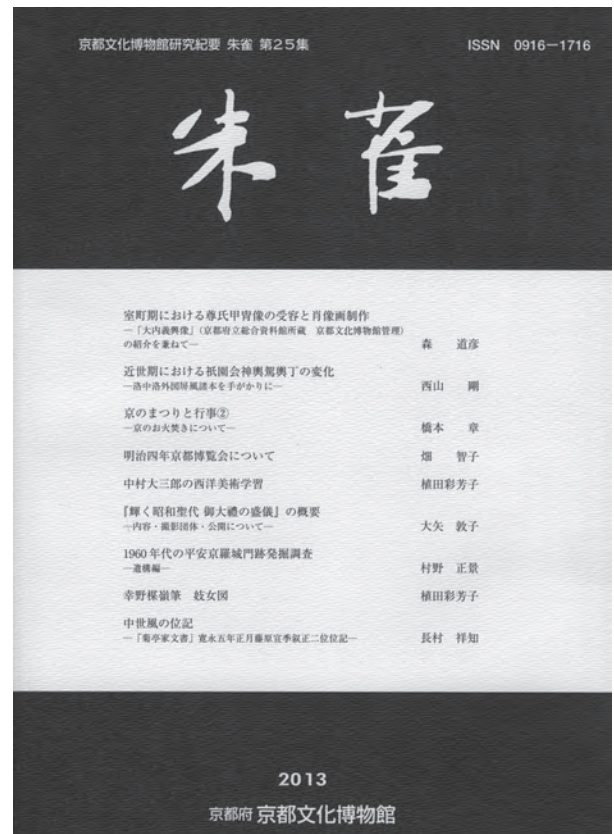 京都文化博物館研究紀要 朱雀 第25集 ISSN 0916-1716
朱雀
室町期における尊氏甲冑像の受容と肖像画制作
―「大内義興像」(京都府立総合資料館所蔵 京都文化博物館管理)
の紹介を兼ねて― 森 道彦
近世期における祇園会神輿駕輿丁の変化
―洛中洛外図屏風諸本を手がかりに― 西山 剛
京のまつりと行事②
―京のお火焚きについて― 橋本 章
明治四年京都博覧会について 畑 智子
中村大三郎の西洋美術学習 植田彩芳子
『輝く昭和聖代 御大禮の盛儀』の概要
―内容・撮影団体・公開について― 大矢 敦子
1960年代の平安京羅城門跡発掘調査
―遺構編― 村野 正景
幸野楳嶺筆 妓女図 植田彩芳子
中世風の位記
―『菊亭家文書』寛永五年正月藤原宣季叙正二位位記― 長村 祥知
2013
京都府 京都文化博物館